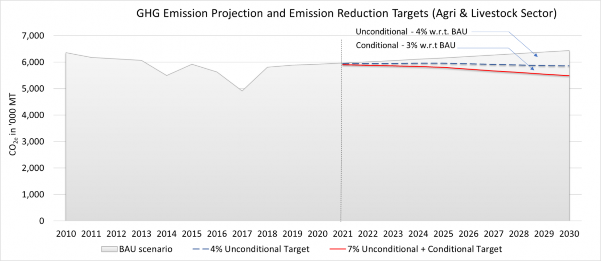 GHG Emission Projection and Emission Reduction Targets (Agri & Livestock Sector)
Unconditional - 4% w.r.t. BAU
Conditional - 3% w.r.t BAU
CO2e in '000 MT
7,000
6,000
5,000
4,000
3,000
2,000
1,000
0
2010 2011 2012 2013 2014 2015 2016 2017 2018 2019 2020 2021 2022 2023 2024 2025 2026 2027 2028 2029 2030
BAU scenario 4% Unconditional Target 7% Unconditional + Conditional Target